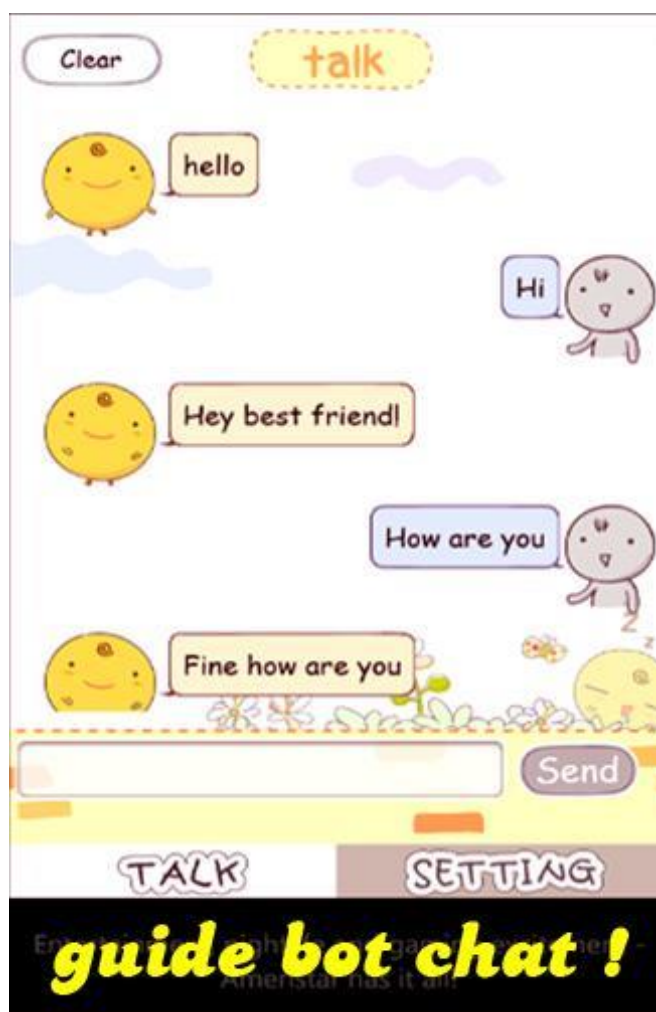 Clear
talk
hello
Hi
Hey best friend!
How are you
Fine how are you
Send
TALK
SETTING
guide bot chat !
Ameristar has it all!